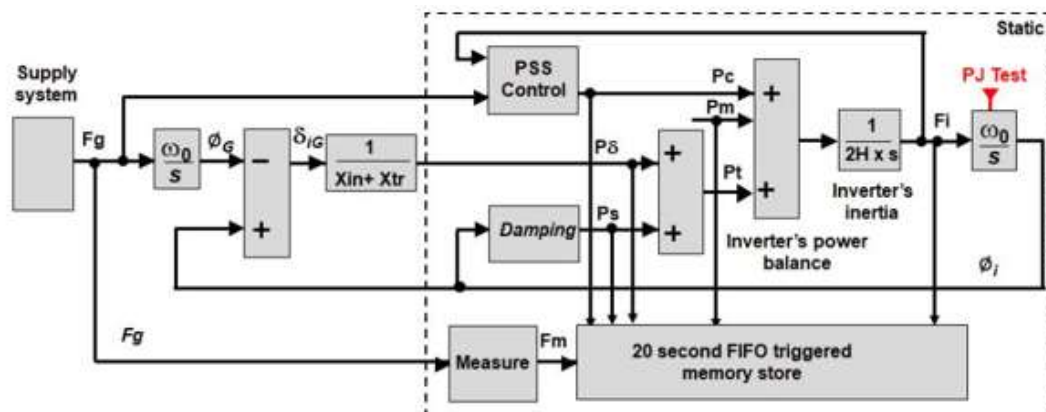 Static
Supply
system
PSS
Control
Pc
+
PJ Test
Fg
ω0
s
ØG
−
δiG
1
Xin+ Xtr
Pδ
+
Pm
1
2H x s
Fi
ω0
s
Pt
+
Inverter's
inertia
+
Damping
Ps
+
Inverter's power
balance
Øi
Fg
Measure
Fm
20 second FIFO triggered
memory store